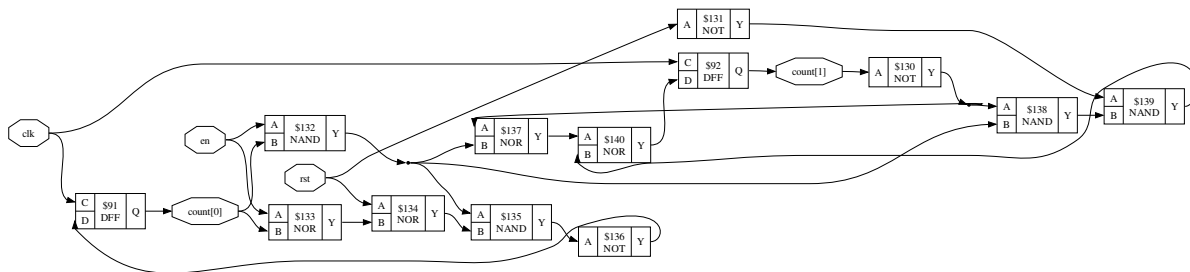 A $131 Y
NOT
C $92 Q
D DFF
count[1]
A $130 Y
NOT
A $139 Y
B NAND
A $138 Y
B NAND
clk
en
A $132 Y
B NAND
A $137 Y
B NOR
A $140 Y
B NOR
rst
C $91 Q
D DFF
count[0]
A $133 Y
B NOR
A $134 Y
B NOR
A $135 Y
B NAND
A $136 Y
NOT